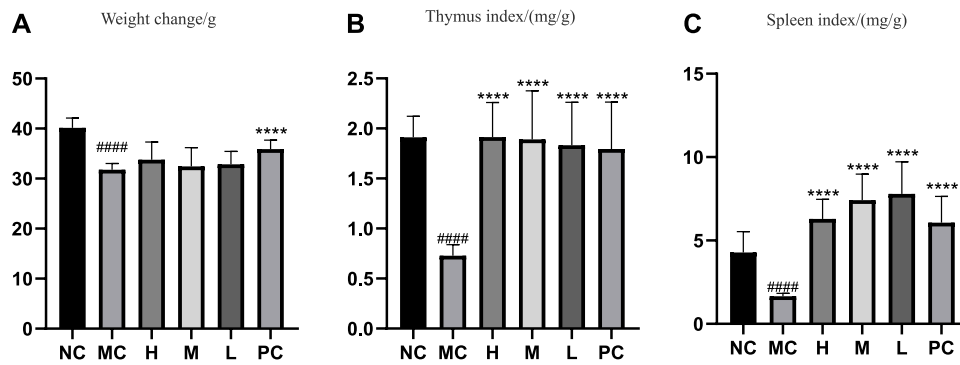 A
Weight change/g
50
40
30
20
10
0
####
****
NC MC H M L PC
B
Thymus index/(mg/g)
2.5
2.0
1.5
1.0
0.5
0.0
####
**** **** **** ****
NC MC H M L PC
C
Spleen index/(mg/g)
15
10
5
0
####
**** **** **** ****
NC MC H M L PC